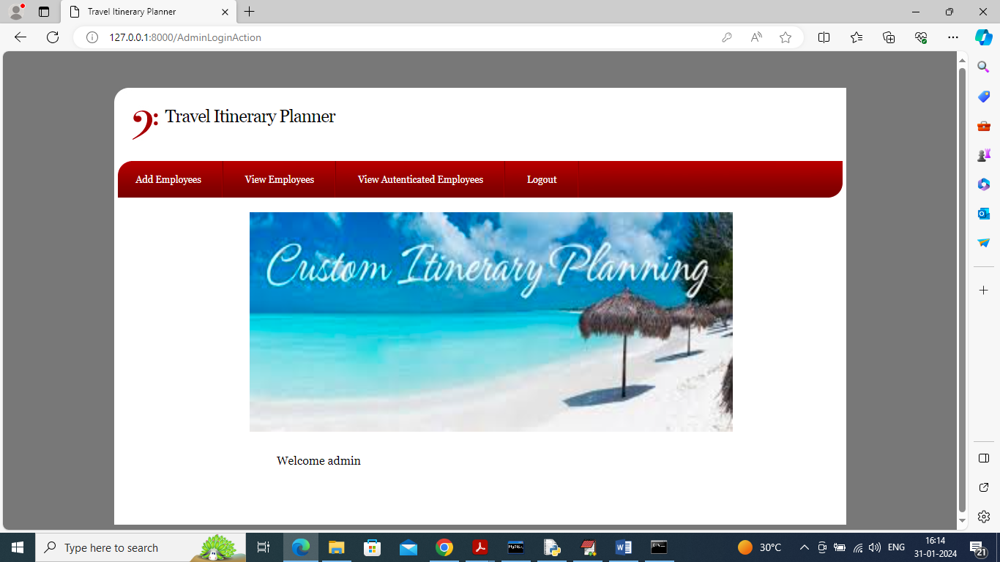 Travel Itinerary Planner
127.0.0.1:8000/AdminLoginAction
Travel Itinerary Planner
Add Employees View Employees View Autenticated Employees Logout
Custom Itinerary Planning
Welcome admin
Type here to search
30°C
ENG
16:14
31-01-2024
21